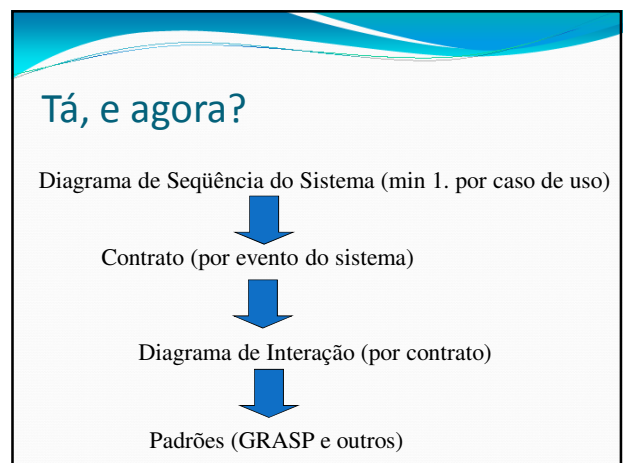 Tá, e agora?
Diagrama de Seqüência do Sistema (min 1. por caso de uso)
Contrato (por evento do sistema)
Diagrama de Interação (por contrato)
Padrões (GRASP e outros)